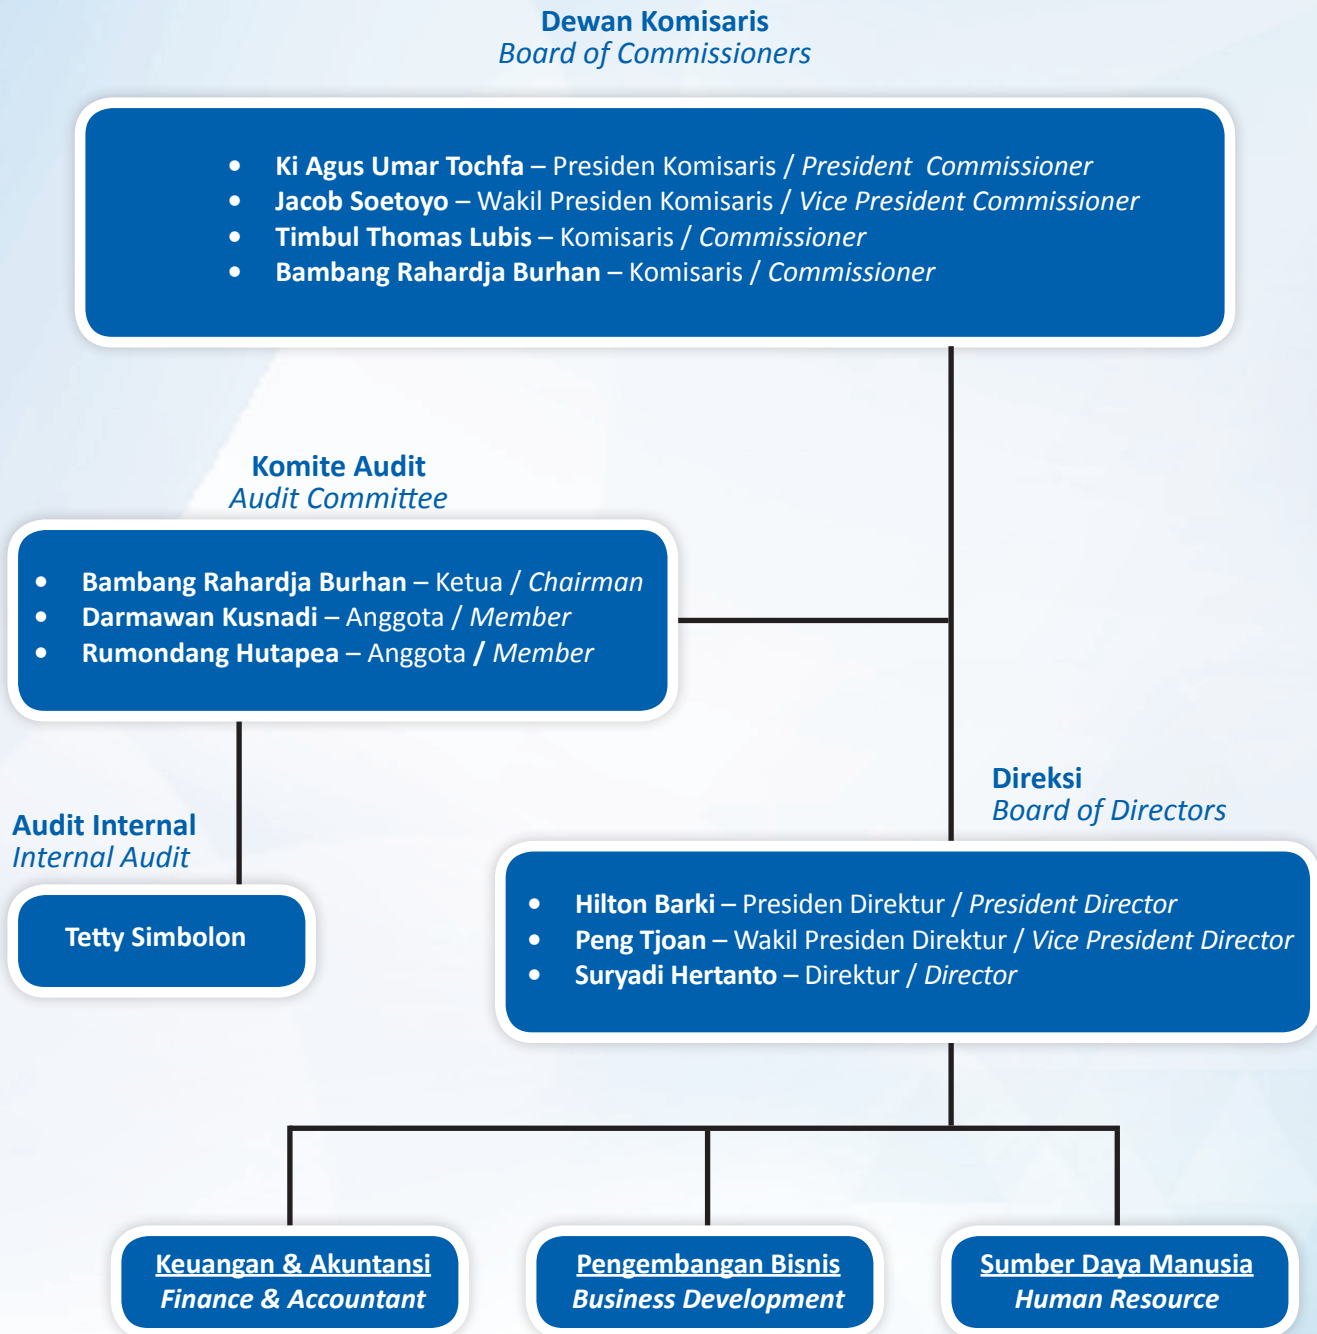 Dewan Komisaris
Board of Commissioners
• Ki Agus Umar Tochfa – Presiden Komisaris / President Commissioner
• Jacob Soetoyo – Wakil Presiden Komisaris / Vice President Commissioner
• Timbul Thomas Lubis – Komisaris / Commissioner
• Bambang Rahardja Burhan – Komisaris / Commissioner
Komite Audit
Audit Committee
• Bambang Rahardja Burhan – Ketua / Chairman
• Darmawan Kusnadi – Anggota / Member
• Rumondang Hutapea – Anggota / Member
Audit Internal
Internal Audit
Tetty Simbolon
Direksi
Board of Directors
• Hilton Barki – Presiden Direktur / President Director
• Peng Tjoan – Wakil Presiden Direktur / Vice President Director
• Suryadi Hertanto – Direktur / Director
Keuangan & Akuntansi
Finance & Accountant
Pengembangan Bisnis
Business Development
Sumber Daya Manusia
Human Resource